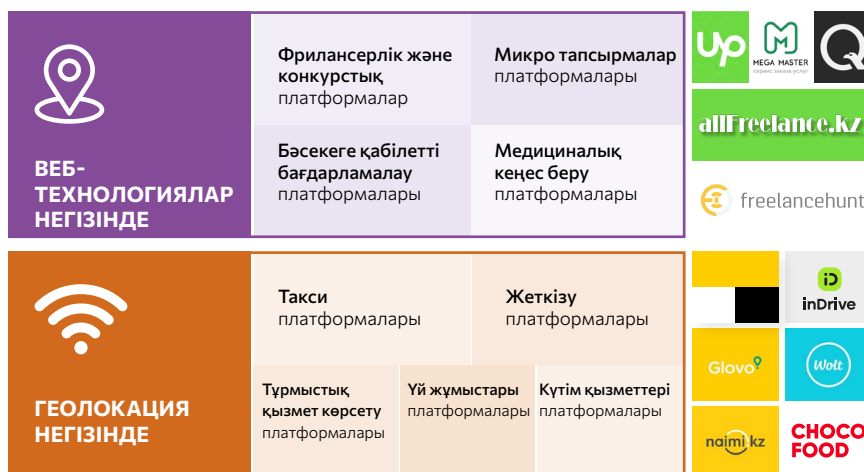 ВЕБ-
ТЕХНОЛОГИЯЛАР
НЕГІЗІНДЕ
Фрилансерлік және
конкурстық
платформалар
Микро тапсырмалар
платформалары
Бәсекеге қабілетті
бағдарламалау
платформалары
Медициналық
кеңес беру
платформалары
up
MEGA MASTER
сервис заказа услуг
allFreelance.kz
freelancehunt
ГЕОЛОКАЦИЯ
НЕГІЗІНДЕ
Такси
платформалары
Жеткізу
платформалары
Тұрмыстық
қызмет көрсету
платформалары
Үй жұмыстары
платформалары
Күтім қызметтері
платформалары
iD
inDrive
Glovo
Wolt
naimi.kz
CHOCO
FOOD